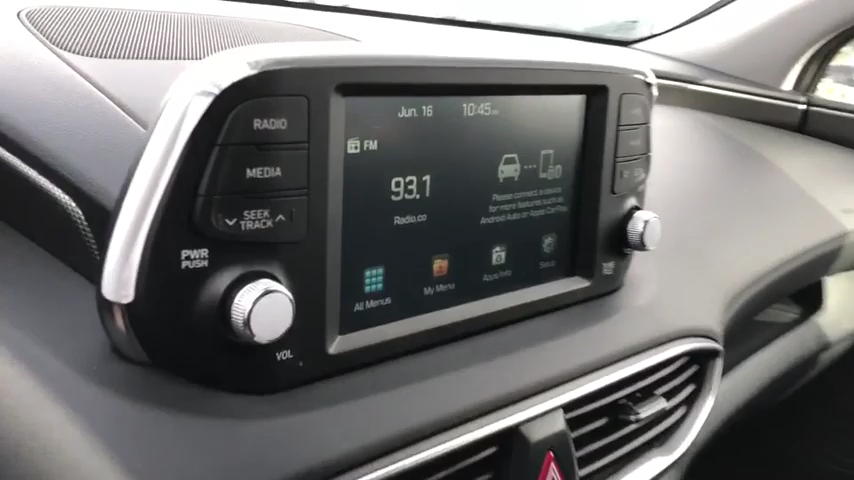 RADIO
MEDIA
SEEK
TRACK
PWR
PUSH
VOL
Jun. 16 10:45
FM
93.1
Radio.co
Please connect a device
for more features such as
Android Auto or Apple CarPlay.
All Menus
My Menu
Apps/Info
Setup